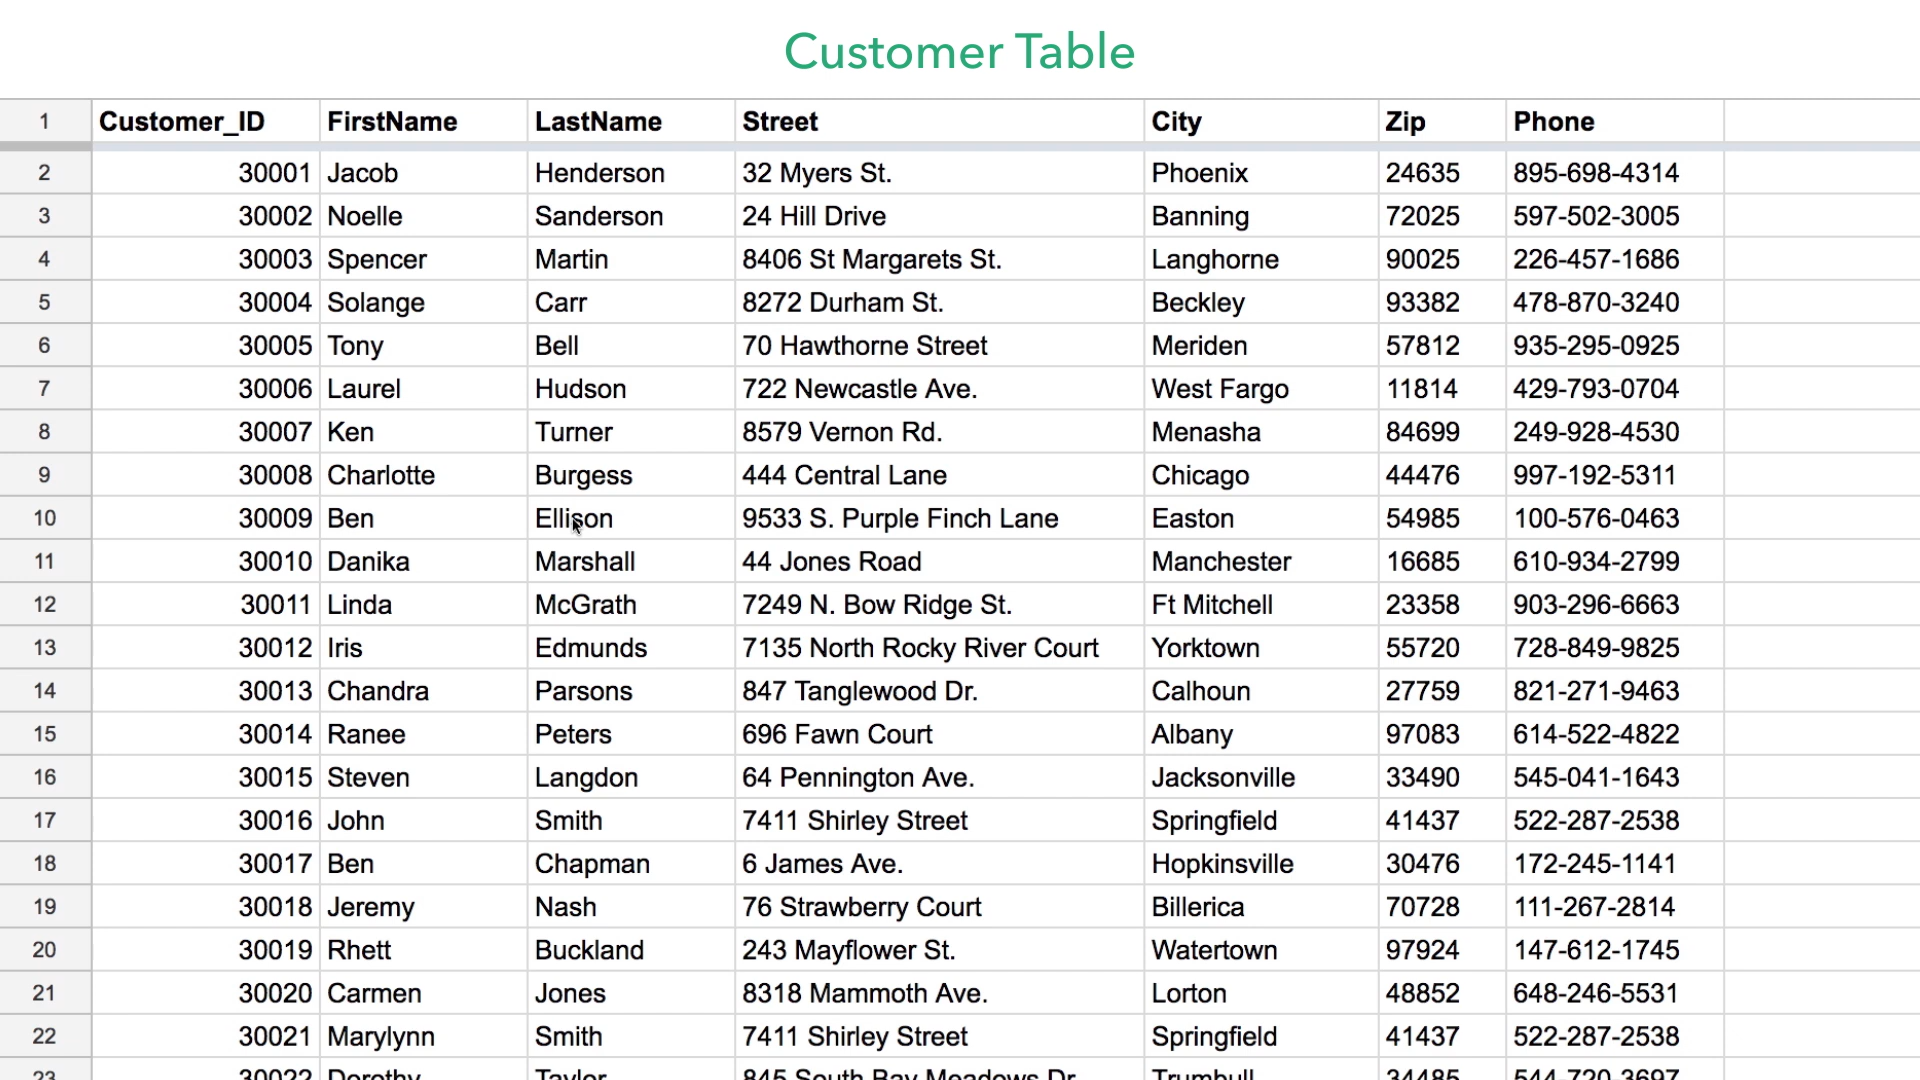 Customer Table
1 Customer_ID FirstName LastName Street City Zip Phone
2 30001 Jacob Henderson 32 Myers St. Phoenix 24635 895-698-4314
3 30002 Noelle Sanderson 24 Hill Drive Banning 72025 597-502-3005
4 30003 Spencer Martin 8406 St Margarets St. Langhorne 90025 226-457-1686
5 30004 Solange Carr 8272 Durham St. Beckley 93382 478-870-3240
6 30005 Tony Bell 70 Hawthorne Street Meriden 57812 935-295-0925
7 30006 Laurel Hudson 722 Newcastle Ave. West Fargo 11814 429-793-0704
8 30007 Ken Turner 8579 Vernon Rd. Menasha 84699 249-928-4530
9 30008 Charlotte Burgess 444 Central Lane Chicago 44476 997-192-5311
10 30009 Ben Ellison 9533 S. Purple Finch Lane Easton 54985 100-576-0463
11 30010 Danika Marshall 44 Jones Road Manchester 16685 610-934-2799
12 30011 Linda McGrath 7249 N. Bow Ridge St. Ft Mitchell 23358 903-296-6663
13 30012 Iris Edmunds 7135 North Rocky River Court Yorktown 55720 728-849-9825
14 30013 Chandra Parsons 847 Tanglewood Dr. Calhoun 27759 821-271-9463
15 30014 Ranee Peters 696 Fawn Court Albany 97083 614-522-4822
16 30015 Steven Langdon 64 Pennington Ave. Jacksonville 33490 545-041-1643
17 30016 John Smith 7411 Shirley Street Springfield 41437 522-287-2538
18 30017 Ben Chapman 6 James Ave. Hopkinsville 30476 172-245-1141
19 30018 Jeremy Nash 76 Strawberry Court Billerica 70728 111-267-2814
20 30019 Rhett Buckland 243 Mayflower St. Watertown 97924 147-612-1745
21 30020 Carmen Jones 8318 Mammoth Ave. Lorton 48852 648-246-5531
22 30021 Marylynn Smith 7411 Shirley Street Springfield 41437 522-287-2538
23 30022 Dorothy Taylor 845 South Bay Meadows Dr. Trumbull 34485 544-720-3697